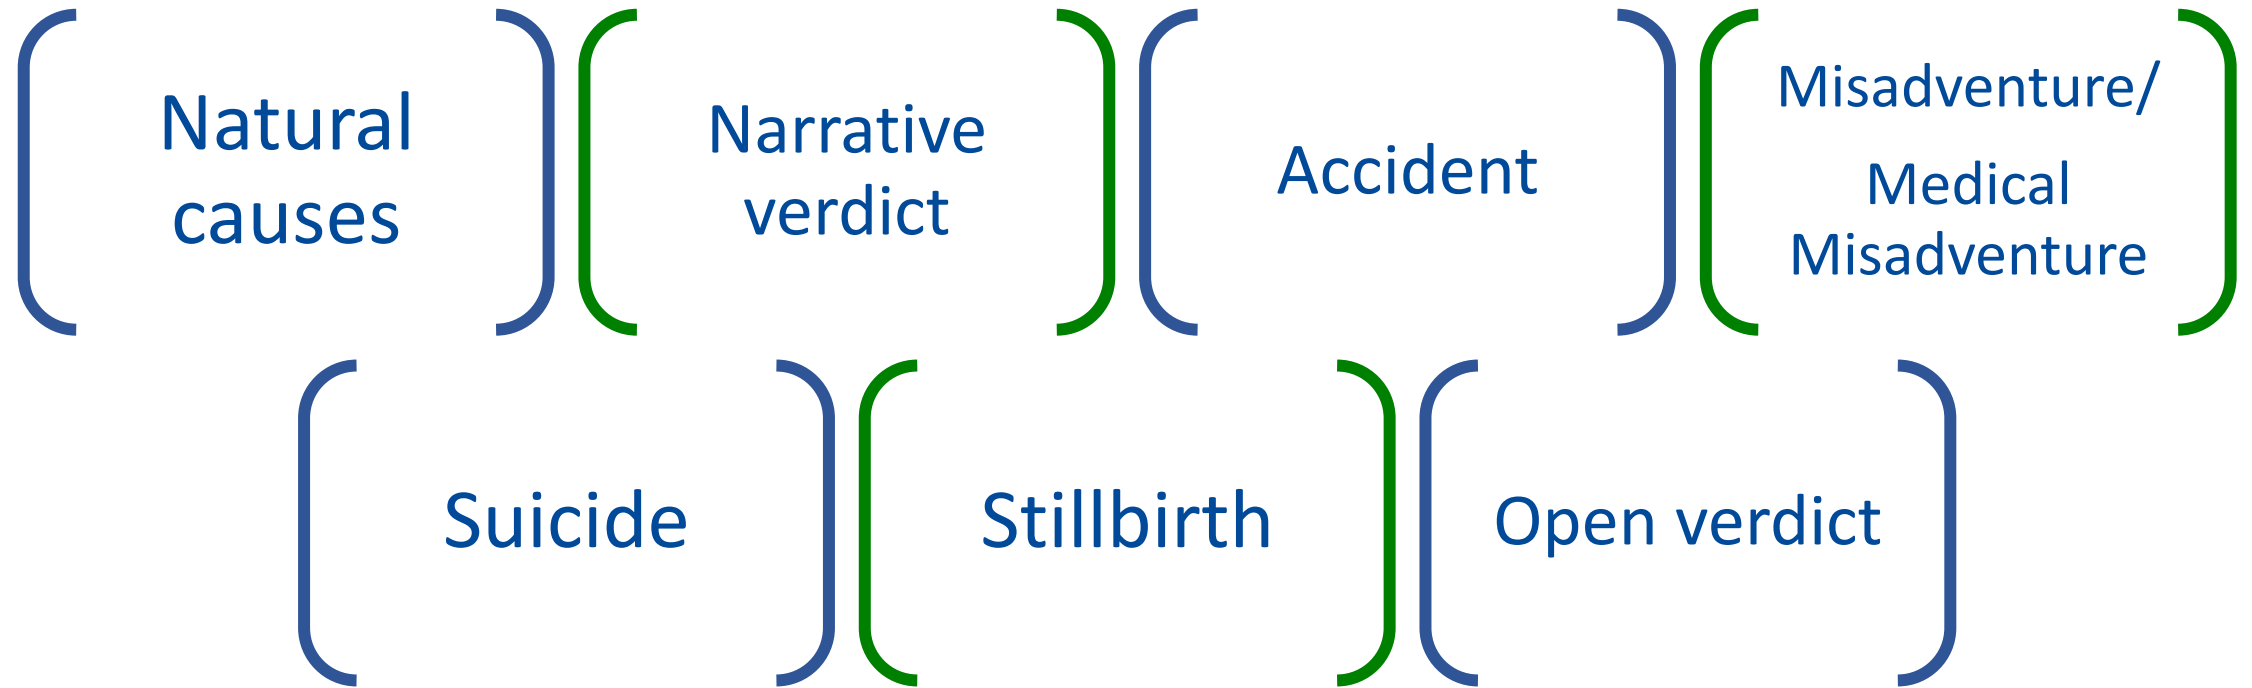 Natural
causes
Narrative
verdict
Accident
Misadventure/
Medical
Misadventure
Suicide
Stillbirth
Open verdict